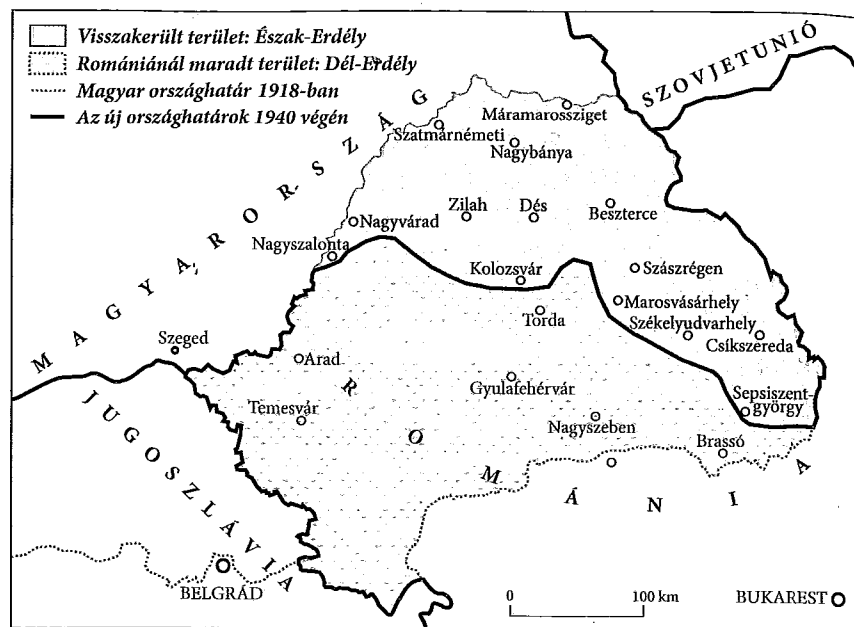 Visszakerült terület: Észak-Erdély
Romániánál maradt terület: Dél-Erdély
Magyar országhatár 1918-ban
Az új országhatárok 1940 végén
SZOVJETUNIÓ
MAGYARORSZÁG
Máramarossziget
Szatmárnémeti
Nagybánya
Zilah
Dés
Beszterce
Nagyvárad
Nagyszalonta
Kolozsvár
Szászrégen
Marosvásárhely
Torda
Székelyudvarhely
Csíkszereda
Szeged
Arad
Gyulafehérvár
Sepsiszent-
györgy
Temesvár
Nagyszeben
Brassó
ROMÁNIA
JUGOSZLÁVIA
BELGRÁD
0 100 km
BUKAREST